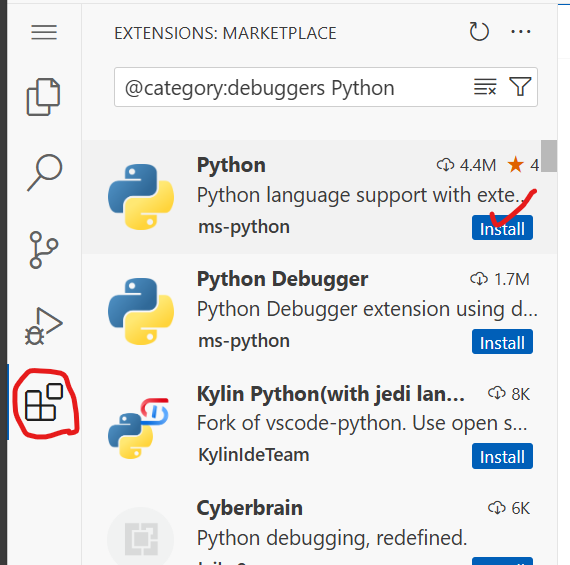 EXTENSIONS: MARKETPLACE
@category:debuggers Python
Python 4.4M ★ 4
Python language support with exte...
ms-python Install
Python Debugger 1.7M
Python Debugger extension using d...
ms-python Install
Kylin Python(with jedi lan... 8K
Fork of vscode-python. Use open s...
KylinIdeTeam Install
Cyberbrain 6K
Python debugging, redefined.